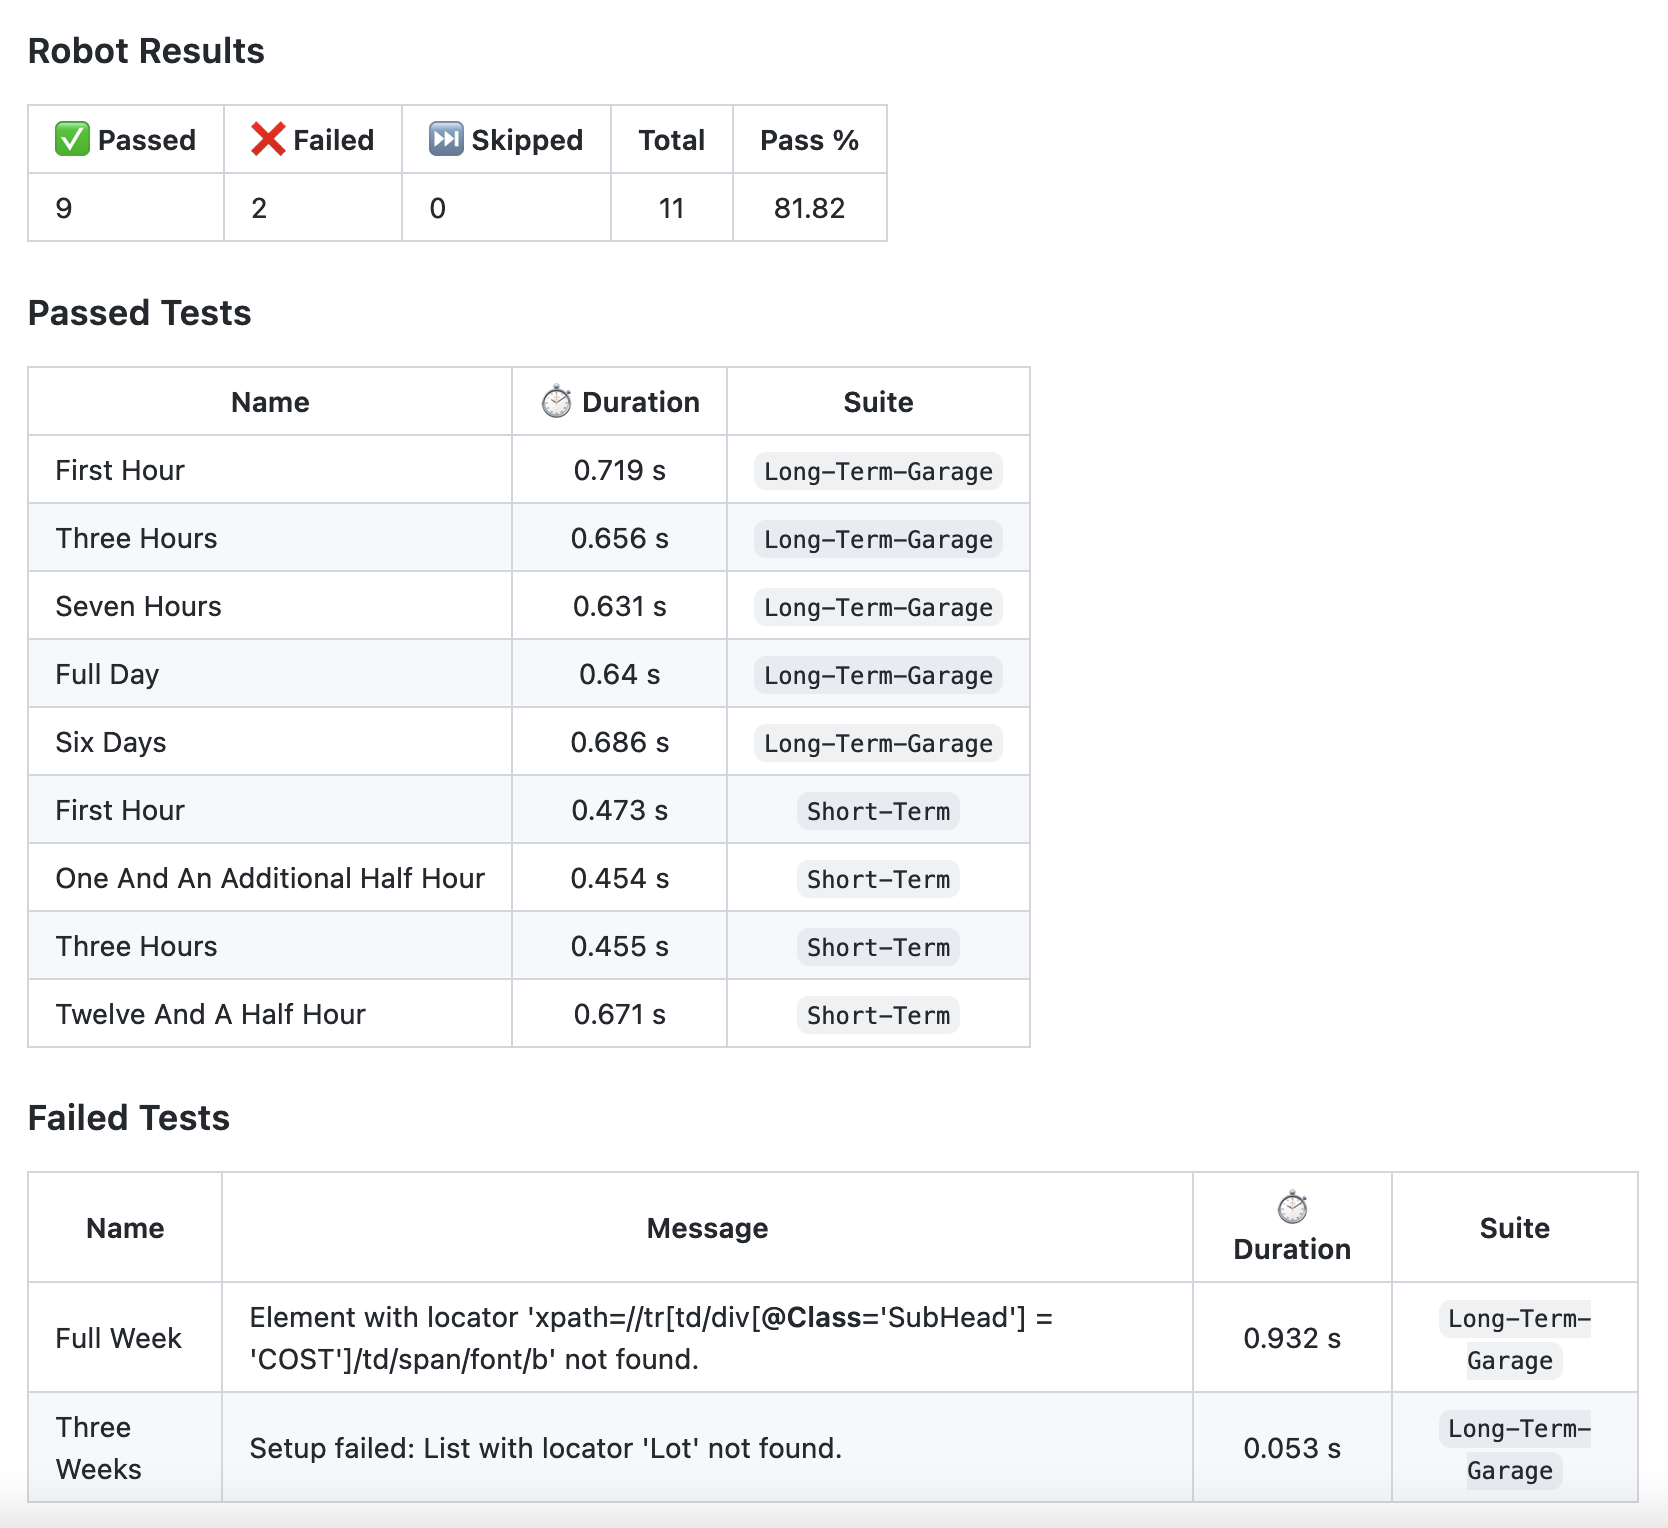 Robot Results
✅ Passed ❌ Failed ⏭️ Skipped Total Pass %
9 2 0 11 81.82
Passed Tests
Name ⏱️ Duration Suite
First Hour 0.719 s Long-Term-Garage
Three Hours 0.656 s Long-Term-Garage
Seven Hours 0.631 s Long-Term-Garage
Full Day 0.64 s Long-Term-Garage
Six Days 0.686 s Long-Term-Garage
First Hour 0.473 s Short-Term
One And An Additional Half Hour 0.454 s Short-Term
Three Hours 0.455 s Short-Term
Twelve And A Half Hour 0.671 s Short-Term
Failed Tests
Name Message ⏱️ Duration Suite
Full Week
Element with locator 'xpath=//tr[td/div[@Class='SubHead'] =
'COST']/td/span/font/b' not found.
0.932 s
Long-Term-
Garage
Three
Weeks
Setup failed: List with locator 'Lot' not found.
0.053 s
Long-Term-
Garage